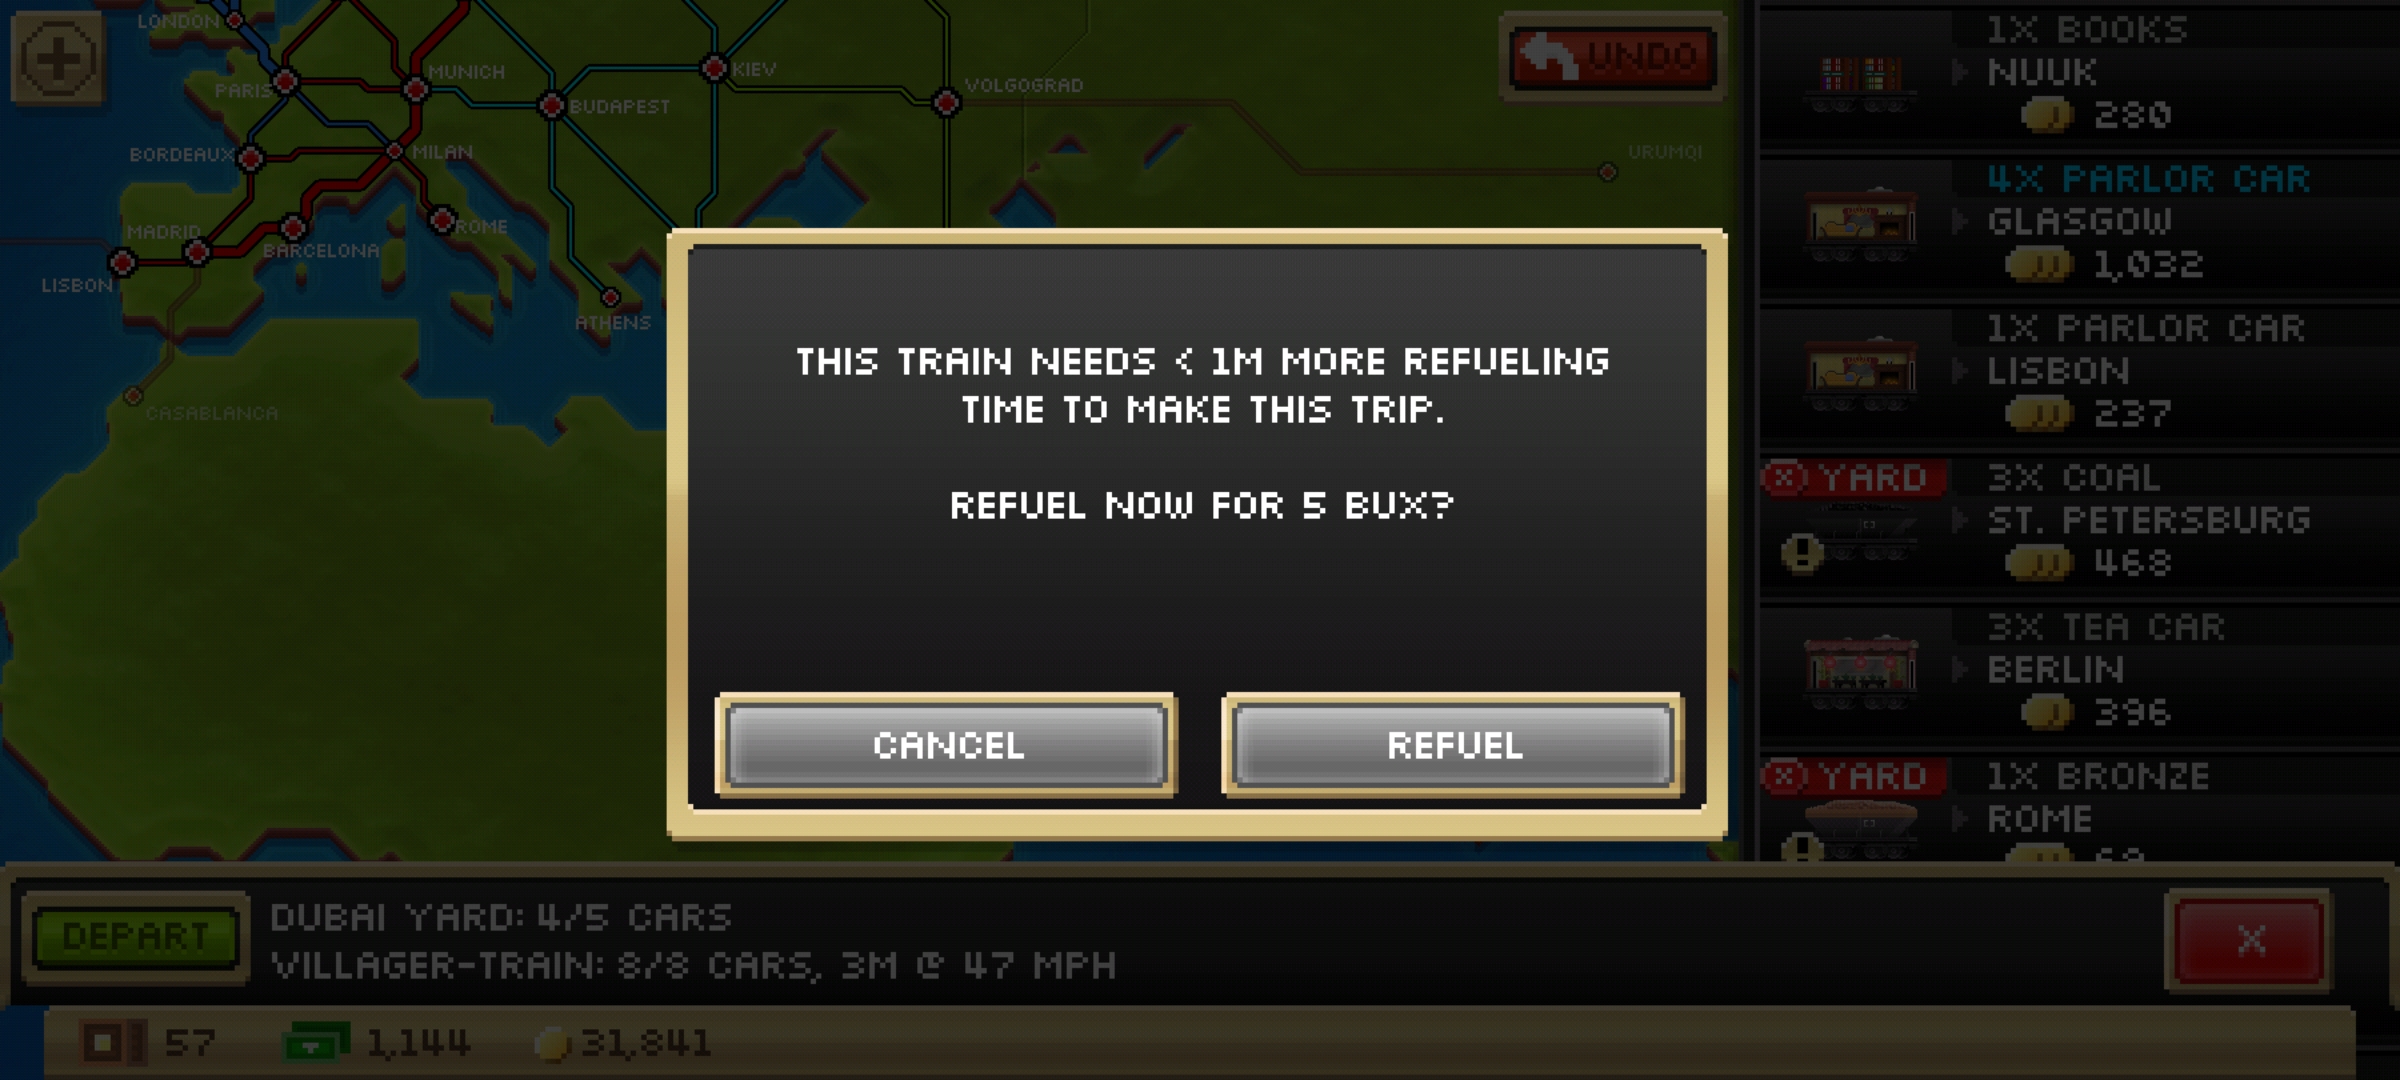 LONDON
PARIS
MUNICH
BUDAPEST
KIEV
VOLGOGRAD
URUMQI
BORDEAUX
MILAN
MADRID
BARCELONA
ROME
LISBON
ATHENS
CASABLANCA
UNDO
1X BOOKS
NUUK
280
4X PARLOR CAR
GLASGOW
1,032
1X PARLOR CAR
LISBON
237
YARD
3X COAL
ST. PETERSBURG
468
3X TEA CAR
BERLIN
396
YARD
1X BRONZE
ROME
THIS TRAIN NEEDS < 1M MORE REFUELING
TIME TO MAKE THIS TRIP.
REFUEL NOW FOR 5 BUX?
CANCEL
REFUEL
DEPART
DUBAI YARD: 4/5 CARS
VILLAGER-TRAIN: 8/8 CARS, 3M @ 47 MPH
X
57
1,144
31,841